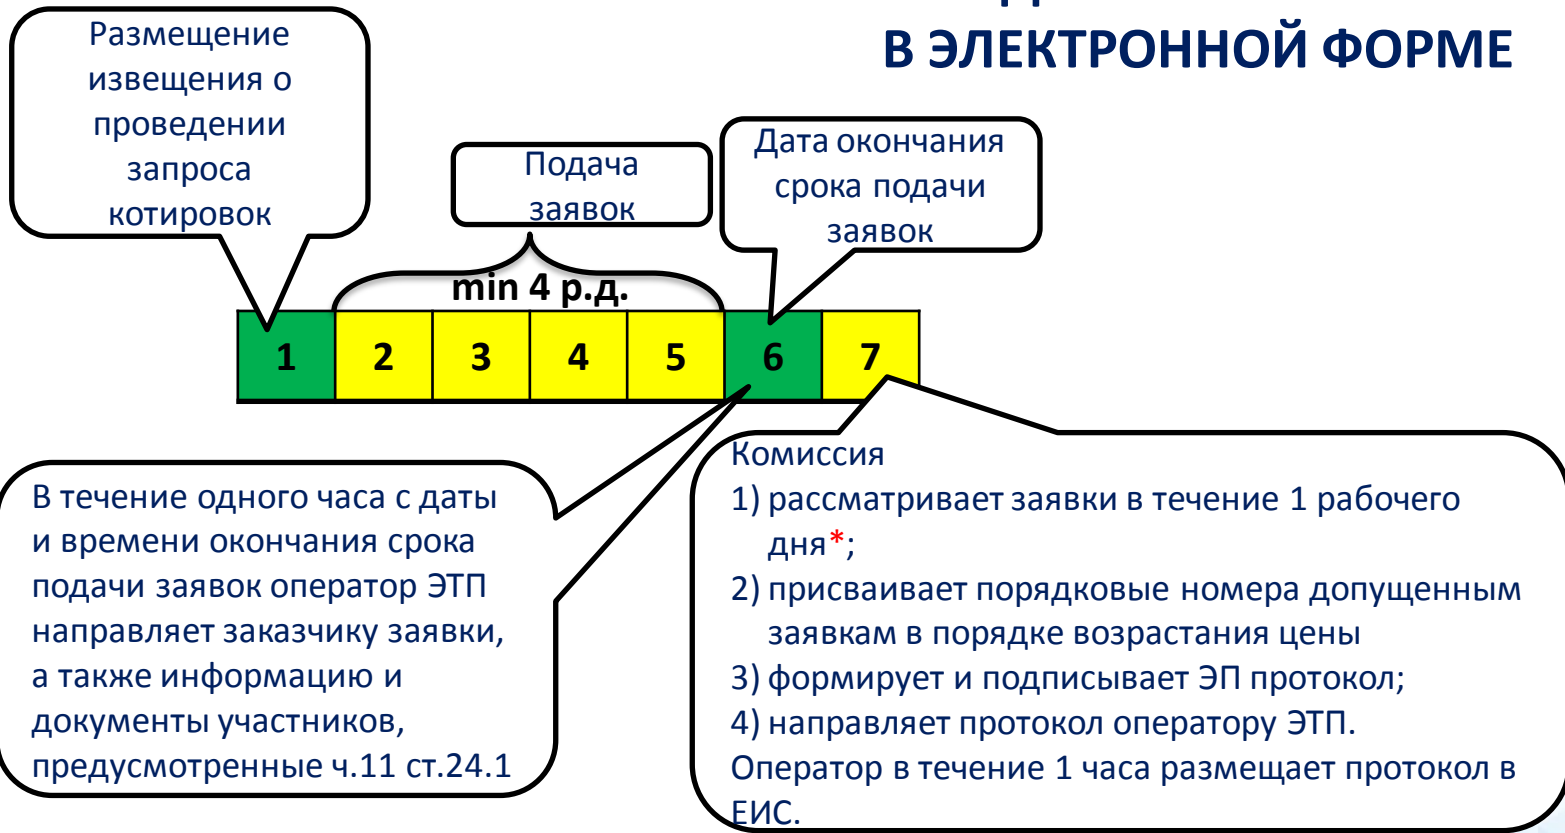 В ЭЛЕКТРОННОЙ ФОРМЕ
Размещение
извещения о
проведении
запроса
котировок
Подача
заявок
Дата окончания
срока подачи
заявок
min 4 р.д.
1 2 3 4 5 6 7
В течение одного часа с даты
и времени окончания срока
подачи заявок оператор ЭТП
направляет заказчику заявки,
а также информацию и
документы участников,
предусмотренные ч.11 ст.24.1
Комиссия
1) рассматривает заявки в течение 1 рабочего
дня*;
2) присваивает порядковые номера допущенным
заявкам в порядке возрастания цены
3) формирует и подписывает ЭП протокол;
4) направляет протокол оператору ЭТП.
Оператор в течение 1 часа размещает протокол в
ЕИС.